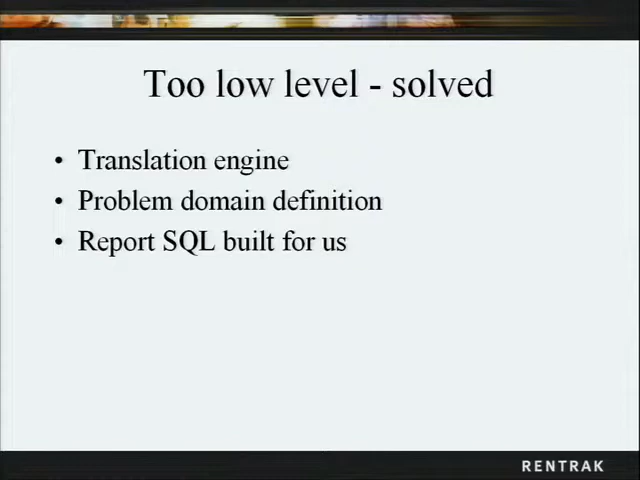 Too low level - solved
• Translation engine
• Problem domain definition
• Report SQL built for us
RENTRAK